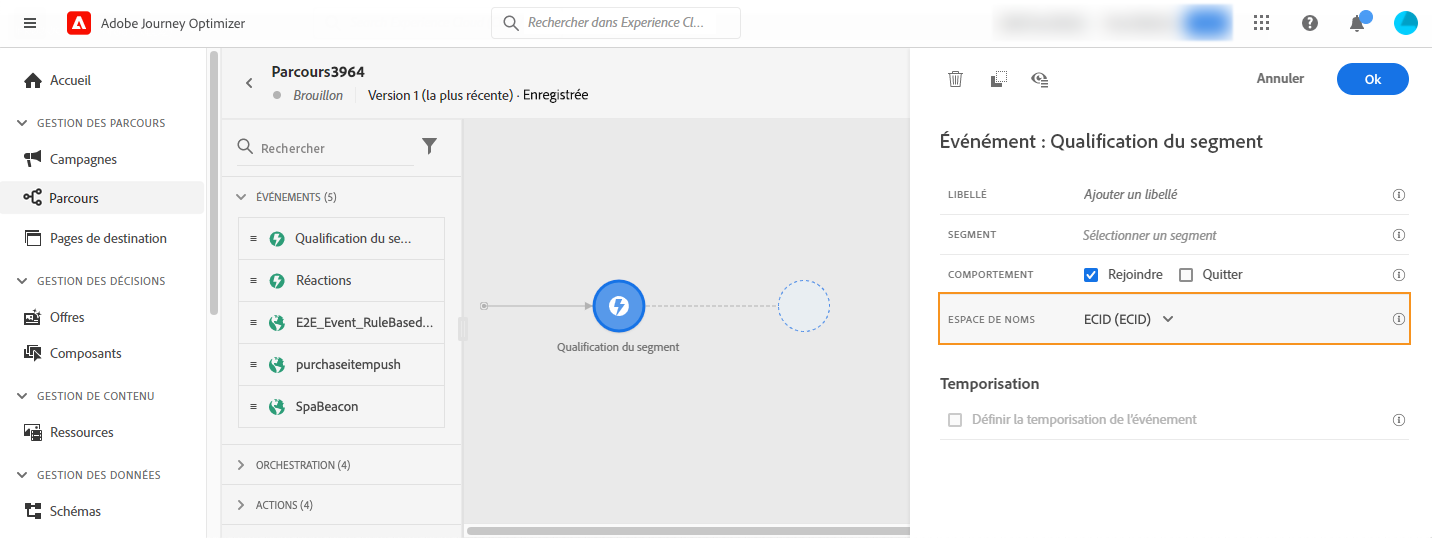 Adobe Journey Optimizer
Rechercher dans Experience Cl...
Accueil
GESTION DES PARCOURS
Campagnes
Parcours
Pages de destination
GESTION DES DÉCISIONS
Offres
Composants
GESTION DE CONTENU
Ressources
GESTION DES DONNÉES
Schémas
Parcours3964
Brouillon
Version 1 (la plus récente) · Enregistrée
Rechercher
ÉVÉNEMENTS (5)
Qualification du se...
Réactions
E2E_Event_RuleBased...
purchaseitempush
SpaBeacon
ORCHESTRATION (4)
ACTIONS (4)
Qualification du segment
Annuler
Ok
Événément : Qualification du segment
LIBELLÉ Ajouter un libellé
SEGMENT Sélectionner un segment
COMPORTEMENT Rejoindre Quitter
ESPACE DE NOMS ECID (ECID)
Temporisation
Définir la temporisation de l'événement